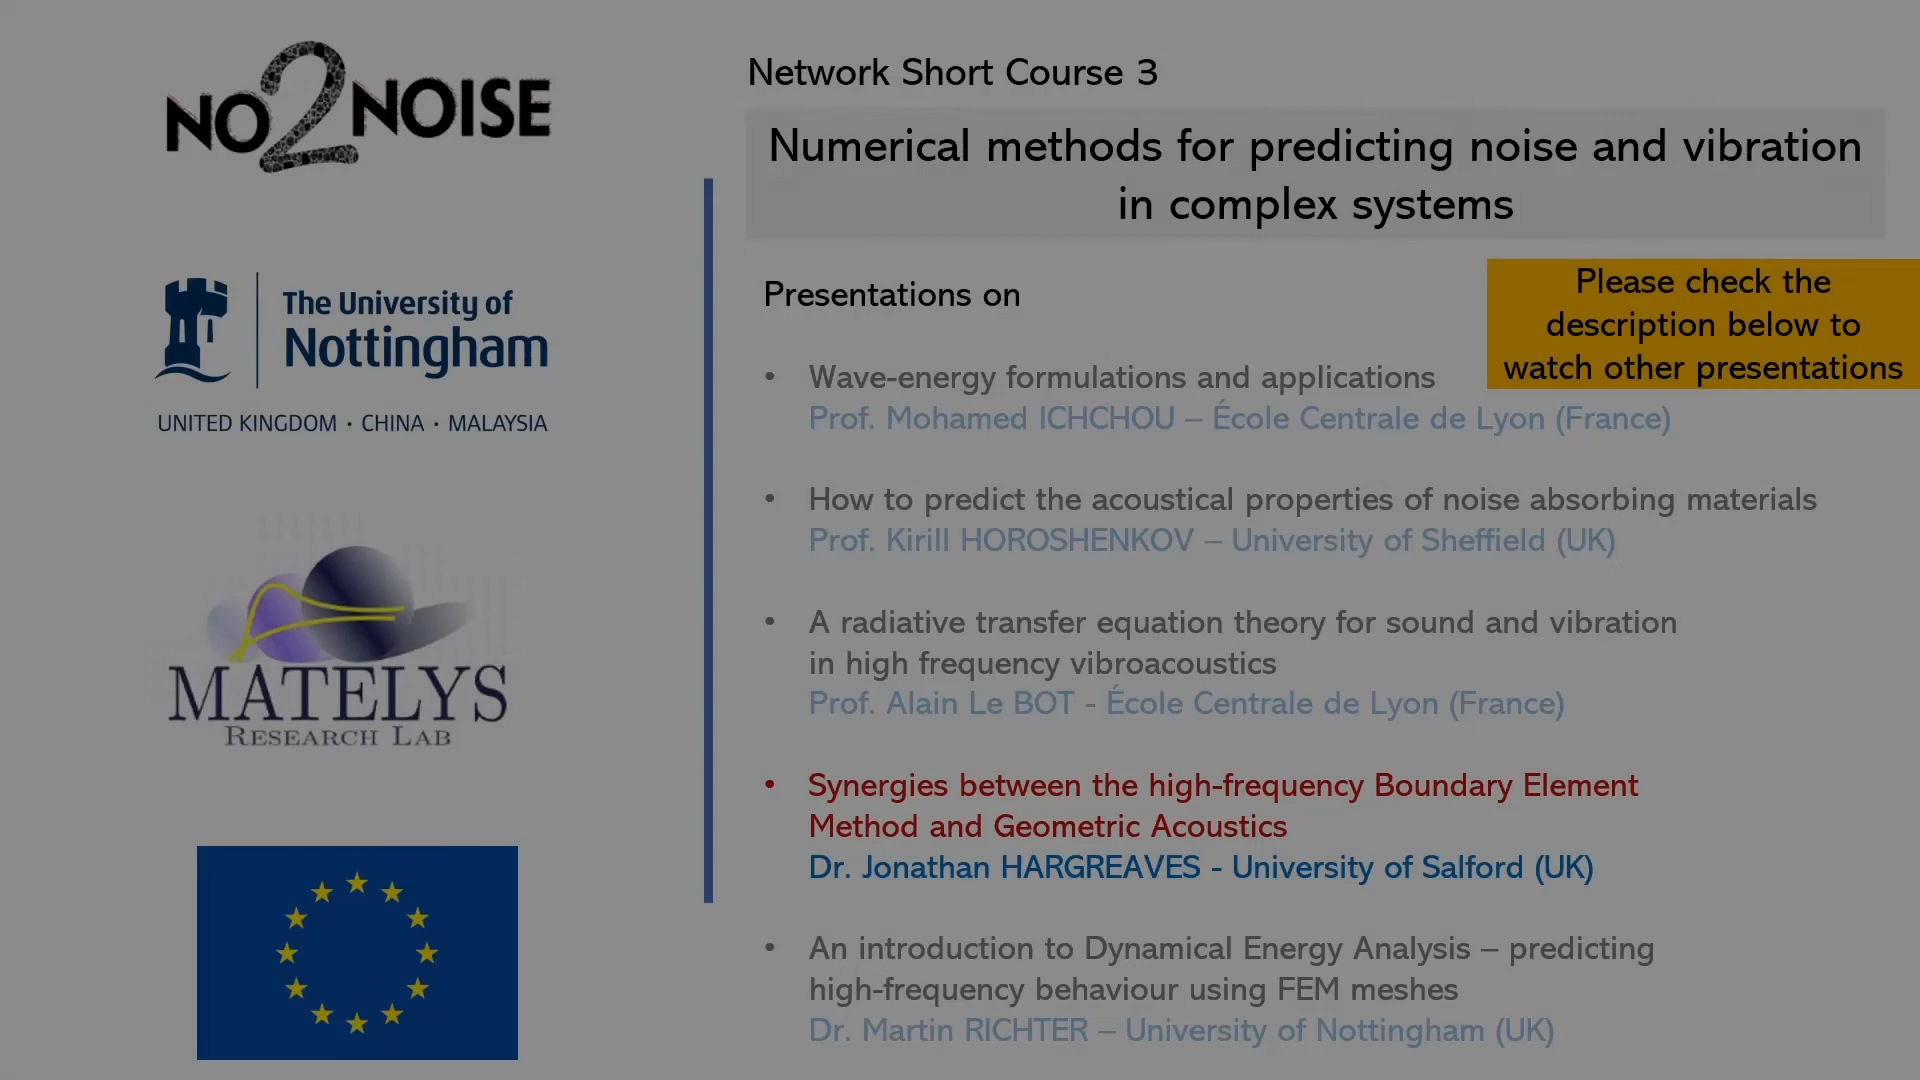 NO2NOISE
The University of
Nottingham
UNITED KINGDOM · CHINA · MALAYSIA
MATELYS
RESEARCH LAB
Network Short Course 3
Numerical methods for predicting noise and vibration
in complex systems
Presentations on
Please check the
description below to
watch other presentations
• Wave-energy formulations and applications
Prof. Mohamed ICHCHOU – École Centrale de Lyon (France)
• How to predict the acoustical properties of noise absorbing materials
Prof. Kirill HOROSHENKOV – University of Sheffield (UK)
• A radiative transfer equation theory for sound and vibration
in high frequency vibroacoustics
Prof. Alain Le BOT - École Centrale de Lyon (France)
• Synergies between the high-frequency Boundary Element
Method and Geometric Acoustics
Dr. Jonathan HARGREAVES - University of Salford (UK)
• An introduction to Dynamical Energy Analysis – predicting
high-frequency behaviour using FEM meshes
Dr. Martin RICHTER – University of Nottingham (UK)